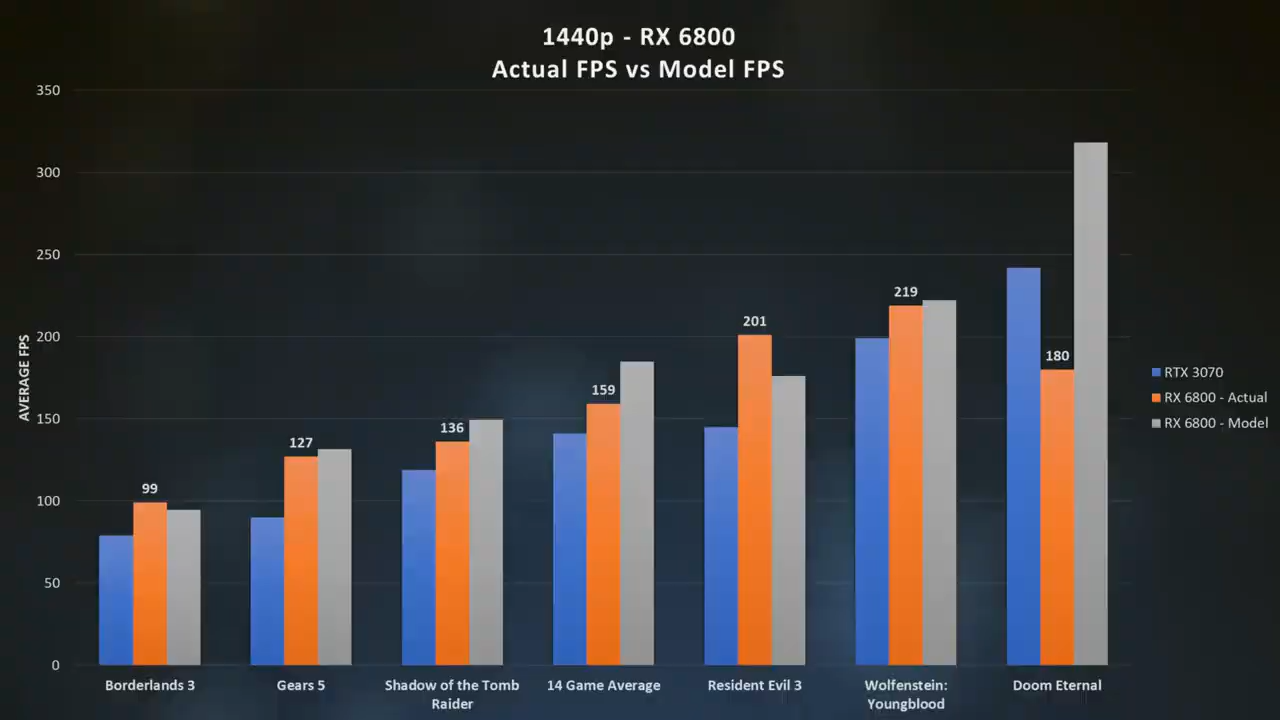 1440p - RX 6800
Actual FPS vs Model FPS
350
300
250
200
150
100
50
0
AVERAGE FPS
99
127
136
159
201
219
180
Borderlands 3
Gears 5
Shadow of the Tomb
Raider
14 Game Average
Resident Evil 3
Wolfenstein:
Youngblood
Doom Eternal
RTX 3070
RX 6800 - Actual
RX 6800 - Model